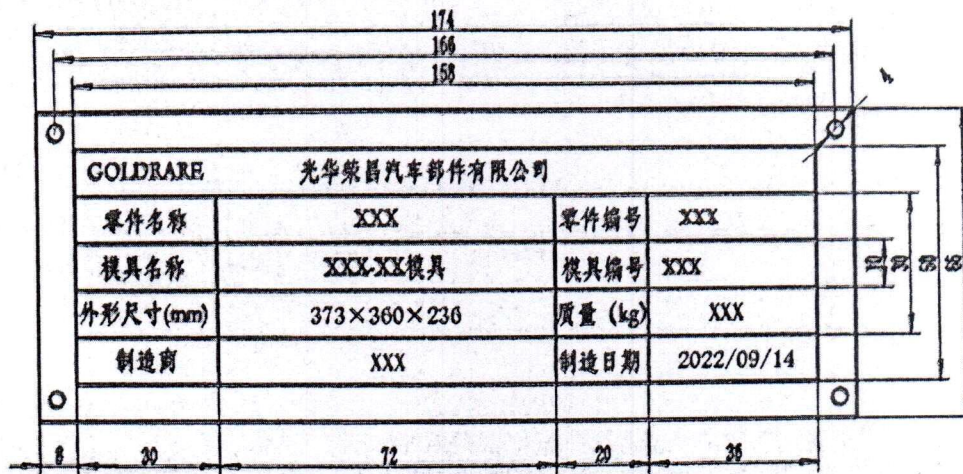 174
166
158
GOLDRARE 光华荣昌汽车部件有限公司
零件名称 XXX 零件编号 XXX
模具名称 XXX-XX模具 模具编号 XXX
外形尺寸(mm) 373×360×236 质量 (kg) XXX
制造商 XXX 制造日期 2022/09/14
8 30 72 20 36